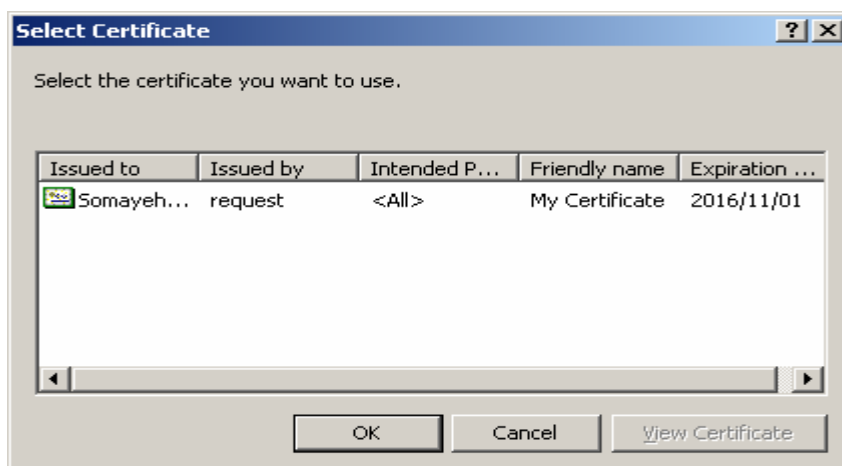 Select Certificate
Select the certificate you want to use.
Issued to Issued by Intended P... Friendly name Expiration ...
Somayeh... request <All> My Certificate 2016/11/01
OK Cancel View Certificate